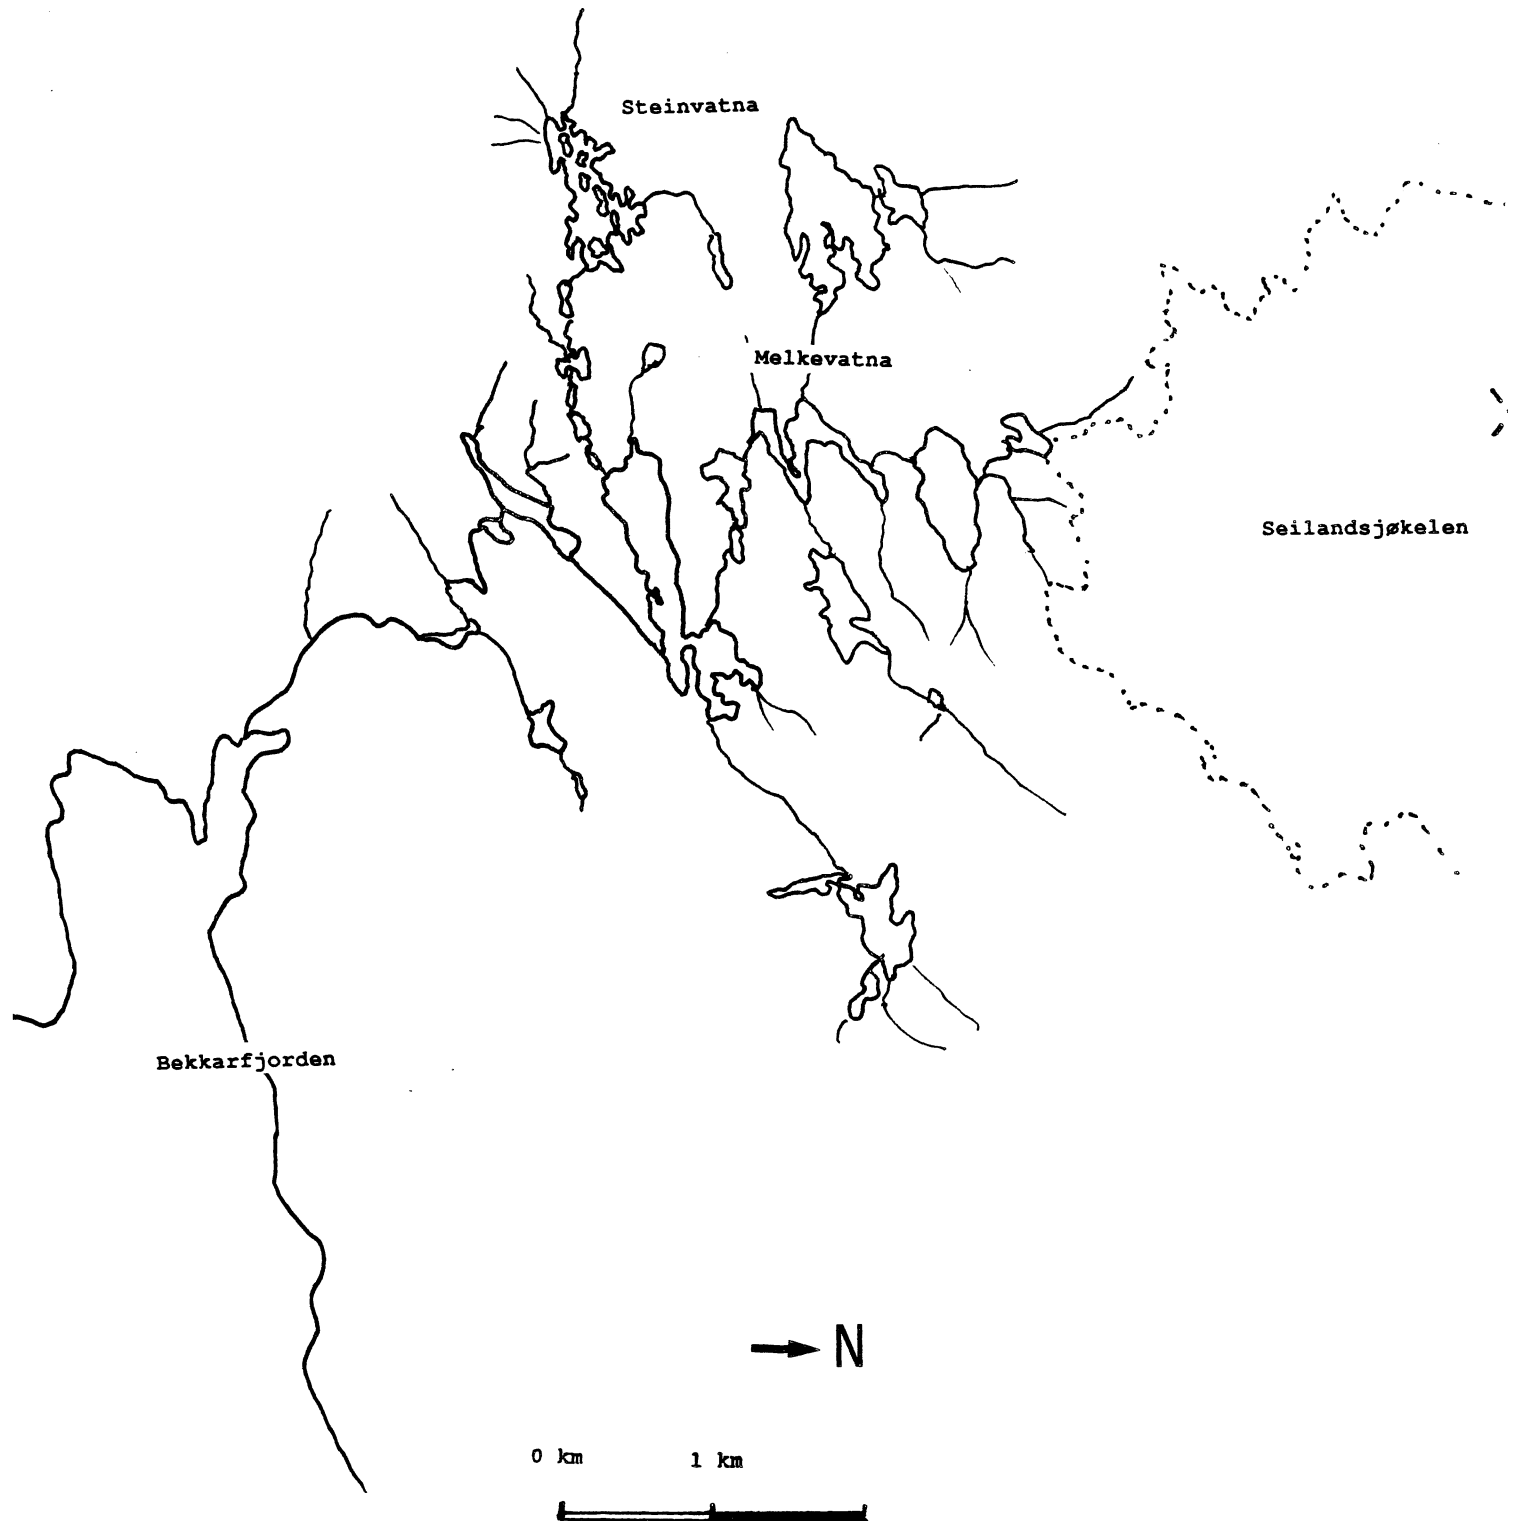 Steinvatna
Melkevatna
Seilandsjøkelen
Bekkarfjorden
N
0 km 1 km